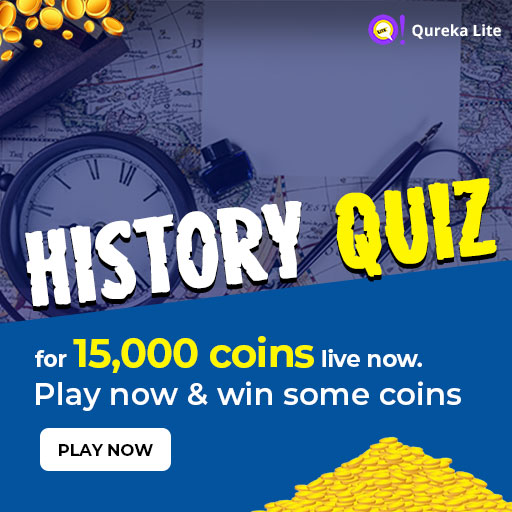 Qureka Lite
HISTORY QUIZ
for 15,000 coins live now.
Play now & win some coins
PLAY NOW